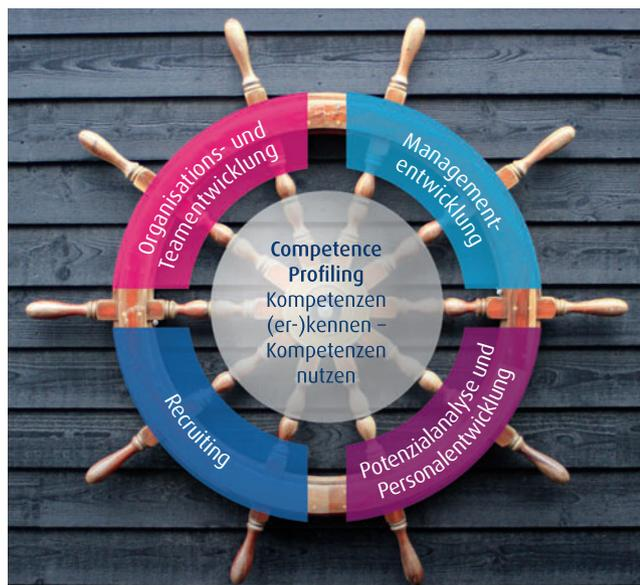 Organisations- und
Teamentwicklung
Management-
entwicklung
Competence
Profiling
Kompetenzen
(er-)kennen –
Kompetenzen
nutzen
Recruiting
Potenzialanalyse und
Personalentwicklung